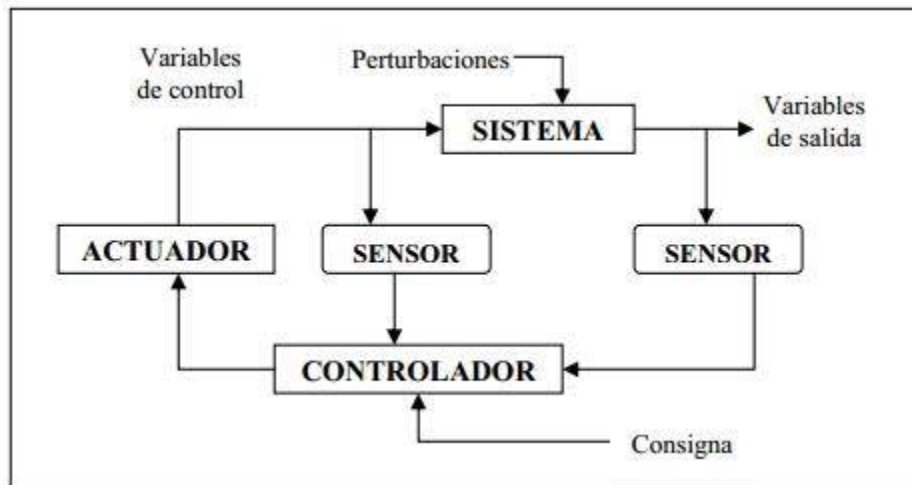 Variables
de control
Perturbaciones
SISTEMA
Variables
de salida
ACTUADOR
SENSOR
SENSOR
CONTROLADOR
Consigna